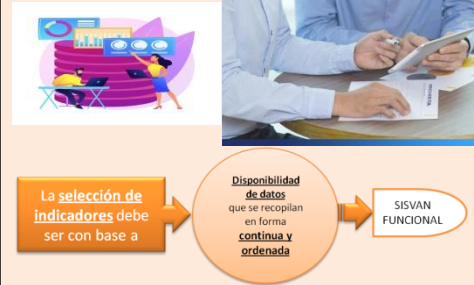 La selección de
indicadores debe
ser con base a
Disponibilidad
de datos
que se recopilan
en forma
continua y
ordenada
SISVAN
FUNCIONAL